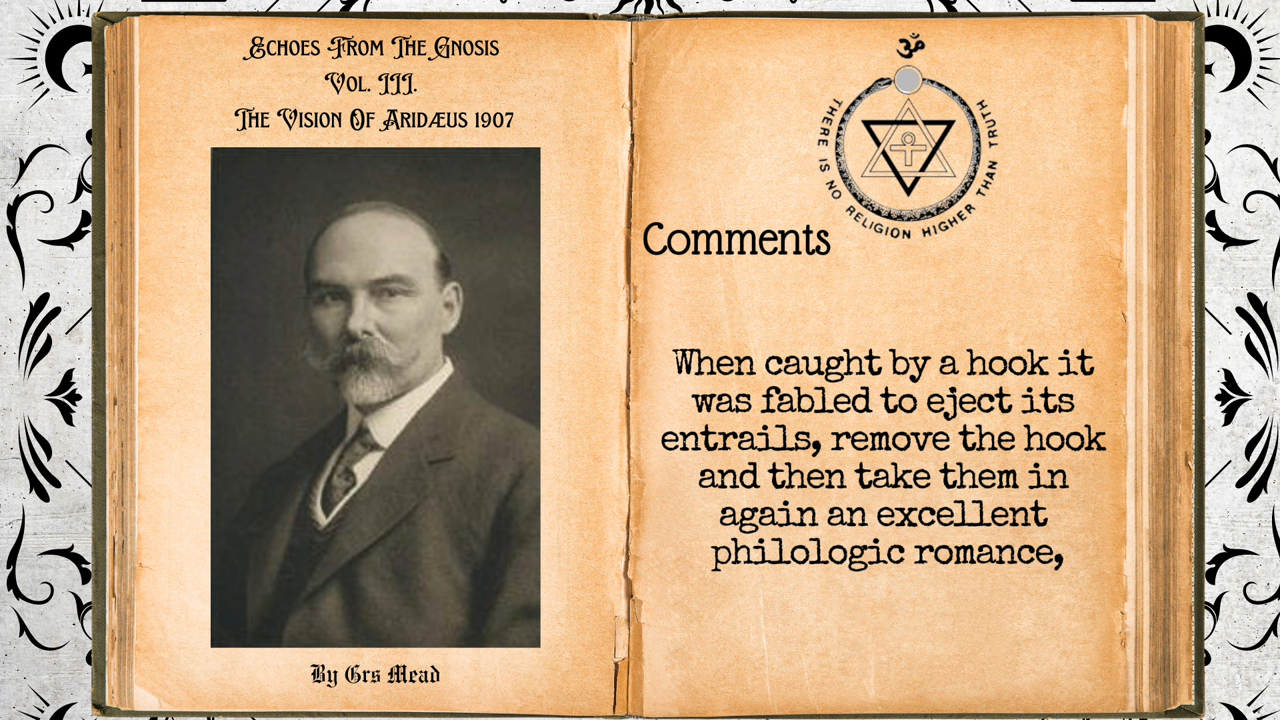 Echoes From The Gnosis
Vol. III.
The Vision Of Aridæus 1907
By Grs Mead
ॐ
THERE IS NO RELIGION HIGHER THAN TRUTH
Comments
When caught by a hook it
was fabled to eject its
entrails, remove the hook
and then take them in
again an excellent
philologic romance,